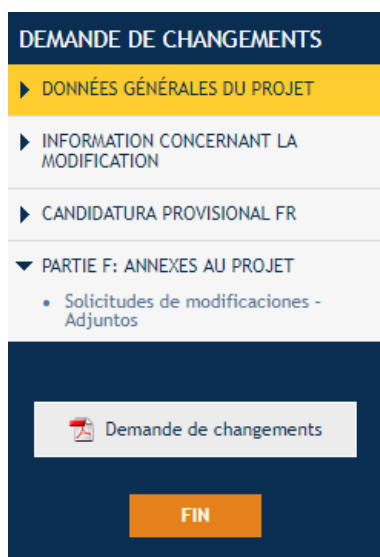 DEMANDE DE CHANGEMENTS
DONNÉES GÉNÉRALES DU PROJET
INFORMATION CONCERNANT LA
MODIFICATION
CANDIDATURA PROVISIONAL FR
PARTIE F: ANNEXES AU PROJET
Solicitudes de modificaciones -
Adjuntos
Demande de changements
FIN